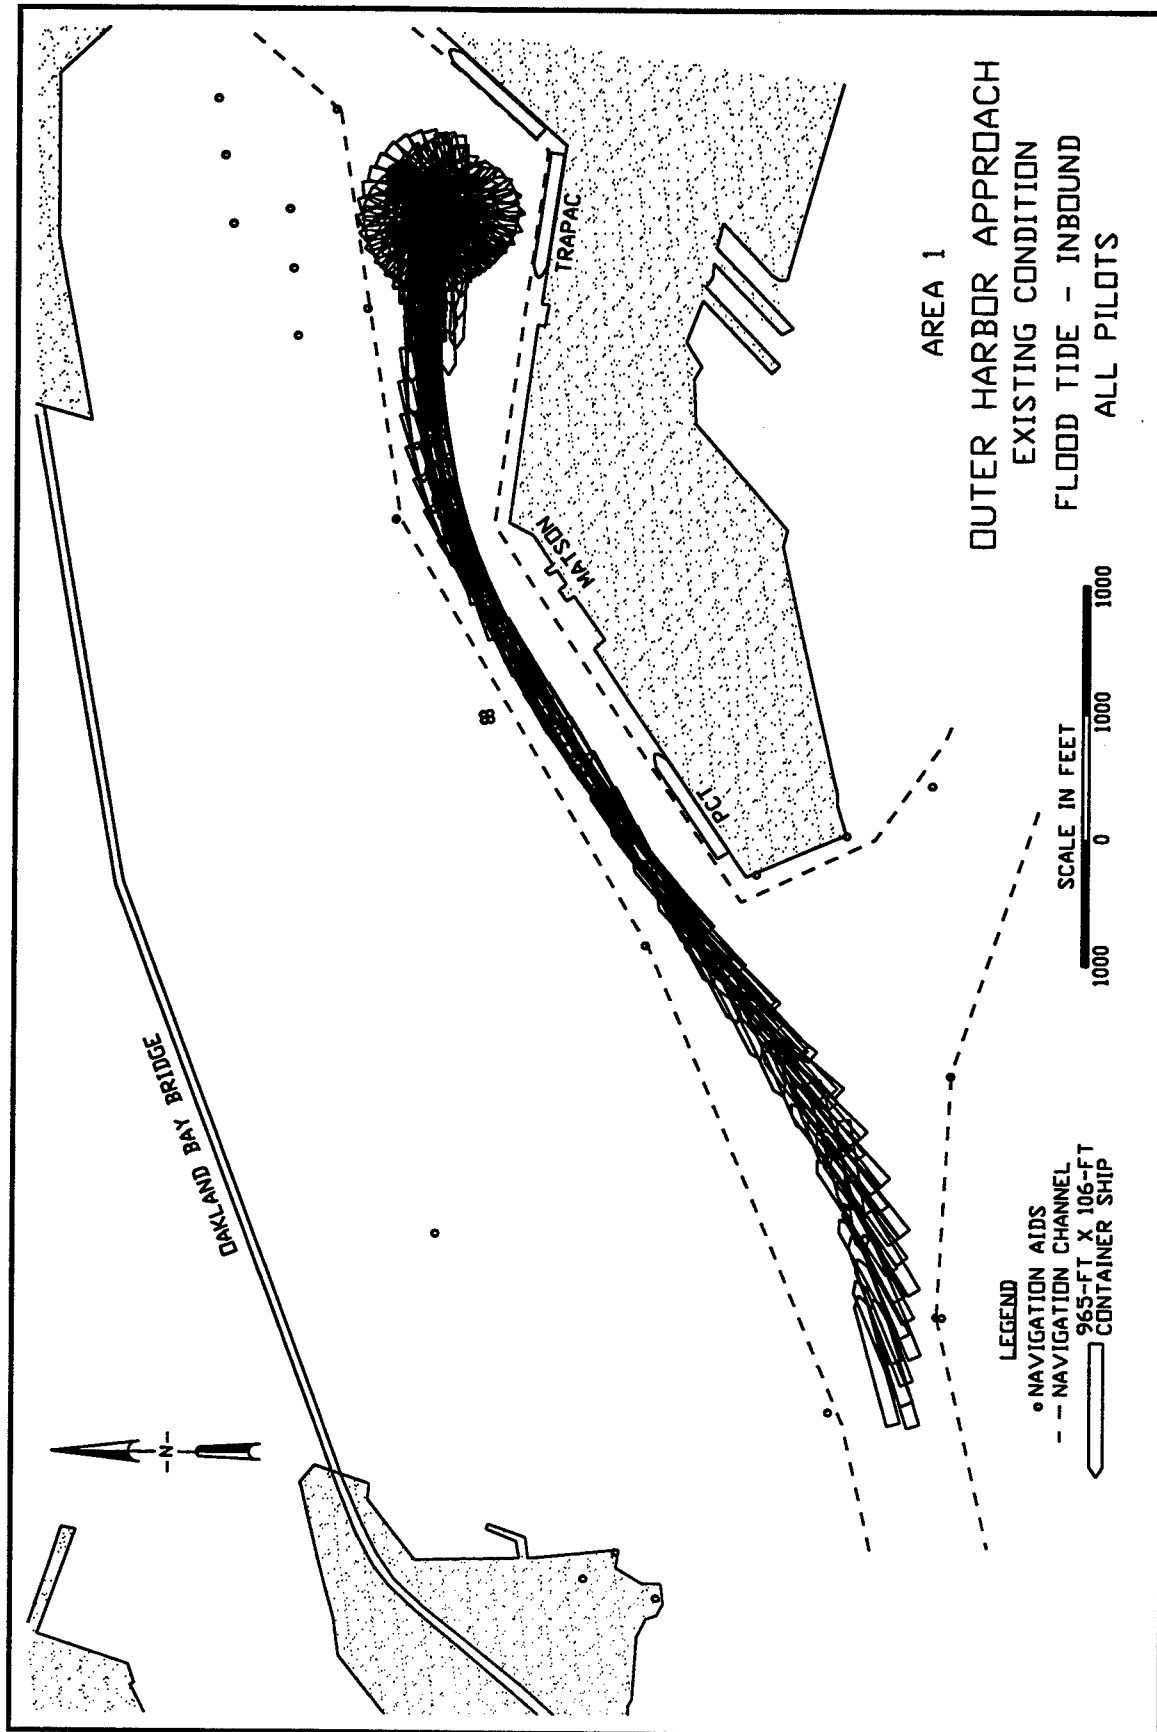 OAKLAND BAY BRIDGE
-N-
TRAPAC
MATSON
PCT.
AREA 1
OUTER HARBOR APPROACH
EXISTING CONDITION
FLOOD TIDE - INBOUND
ALL PILOTS
SCALE IN FEET
1000 0 1000 1000
LEGEND
NAVIGATION AIDS
-- NAVIGATION CHANNEL
965-FT X 106-FT
CONTAINER SHIP